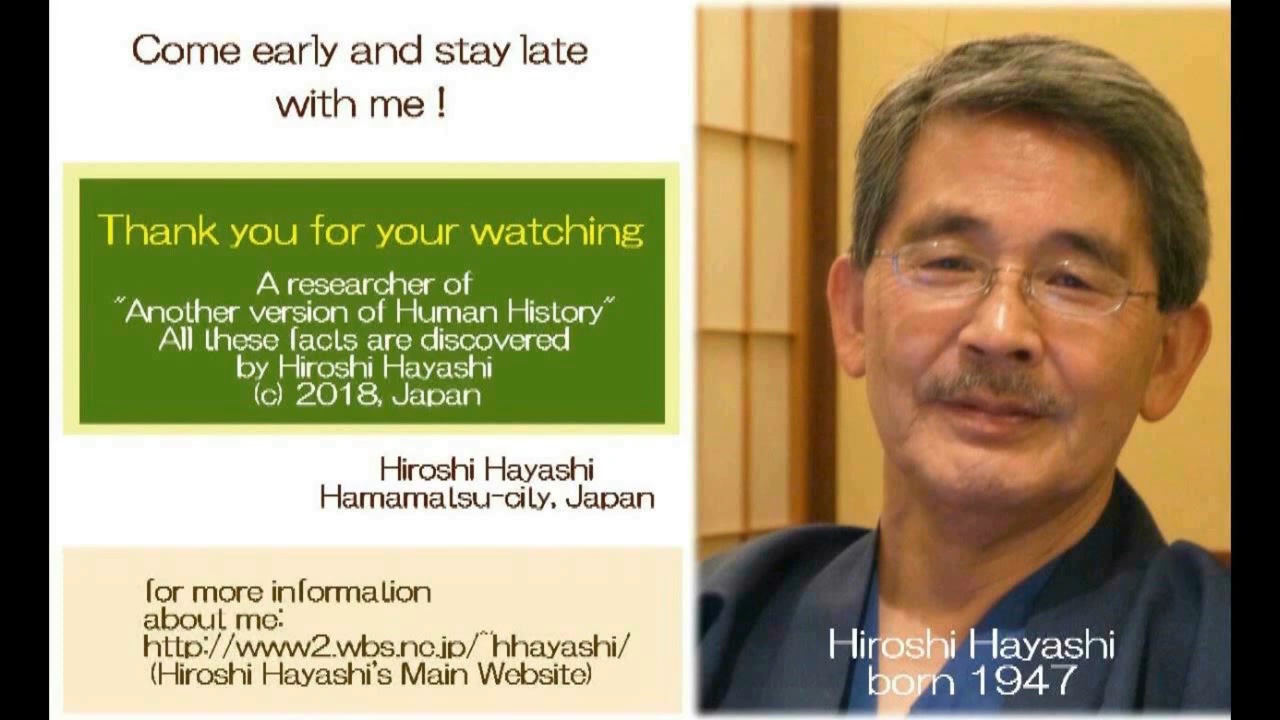 Come early and stay late
with me !
Thank you for your watching
A researcher of
"Another version of Human History"
All these facts are discovered
by Hiroshi Hayashi
(c) 2018, Japan
Hiroshi Hayashi
Hamamatsu-city, Japan
for more information
about me:
http://www2.wbs.ne.jp/~hhayashi/
(Hiroshi Hayashi's Main Website)
Hiroshi Hayashi
born 1947